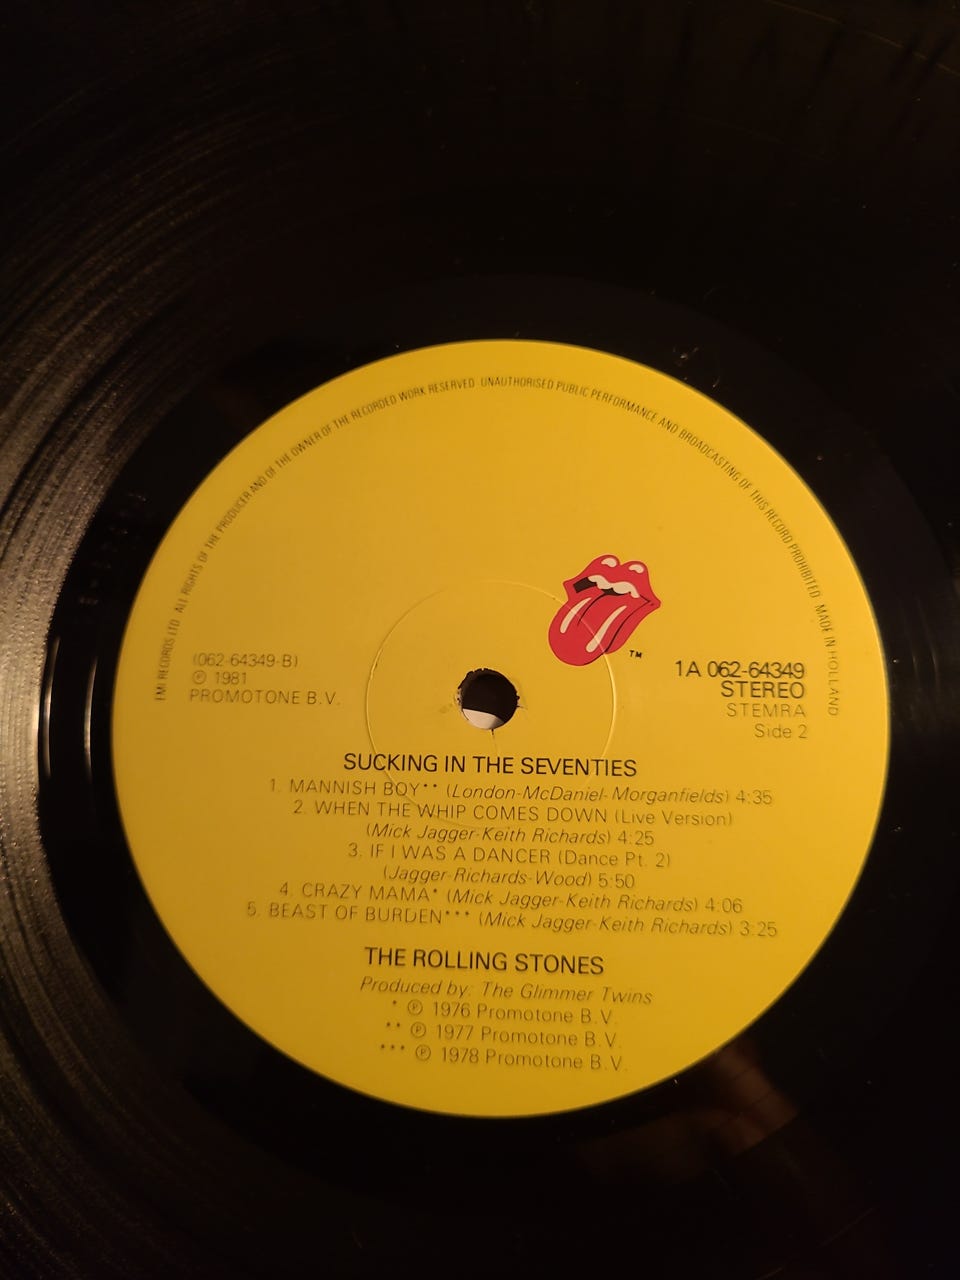 EMI RECORDS LTD ALL RIGHTS OF THE PRODUCER AND OF THE OWNER OF THE RECORDED WORK RESERVED UNAUTHORISED PUBLIC PERFORMANCE AND BROADCASTING OF THIS RECORD PROHIBITED MADE IN HOLLAND
TM
(062-64349-B)
℗ 1981
PROMOTONE B.V.
1A 062-64349
STEREO
STEMRA
Side 2
SUCKING IN THE SEVENTIES
1. MANNISH BOY** (London-McDaniel-Morganfields) 4:35
2. WHEN THE WHIP COMES DOWN (Live Version)
(Mick Jagger-Keith Richards) 4:25
3. IF I WAS A DANCER (Dance Pt. 2)
(Jagger-Richards-Wood) 5:50
4. CRAZY MAMA* (Mick Jagger-Keith Richards) 4:06
5. BEAST OF BURDEN*** (Mick Jagger-Keith Richards) 3:25
THE ROLLING STONES
Produced by: The Glimmer Twins
* ℗ 1976 Promotone B.V.
** ℗ 1977 Promotone B.V.
*** ℗ 1978 Promotone B.V.